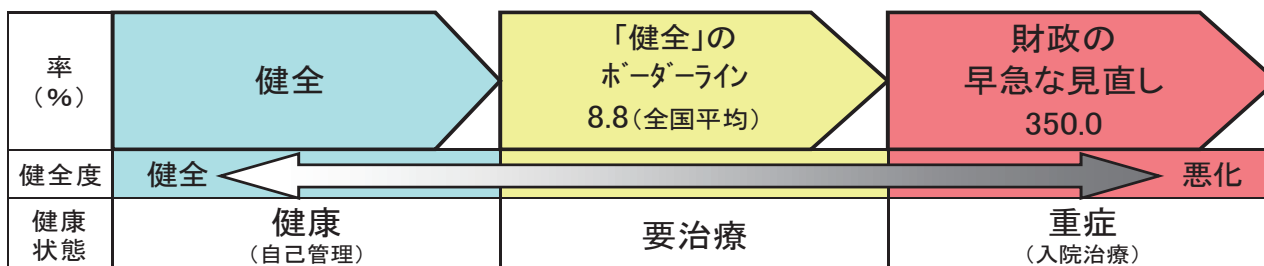 率
（%）
健全
「健全」の
ボーダーライン
8.8（全国平均）
財政の
早急な見直し
350.0
健全度
健全
悪化
健康
状態
健康
（自己管理）
要治療
重症
（入院治療）